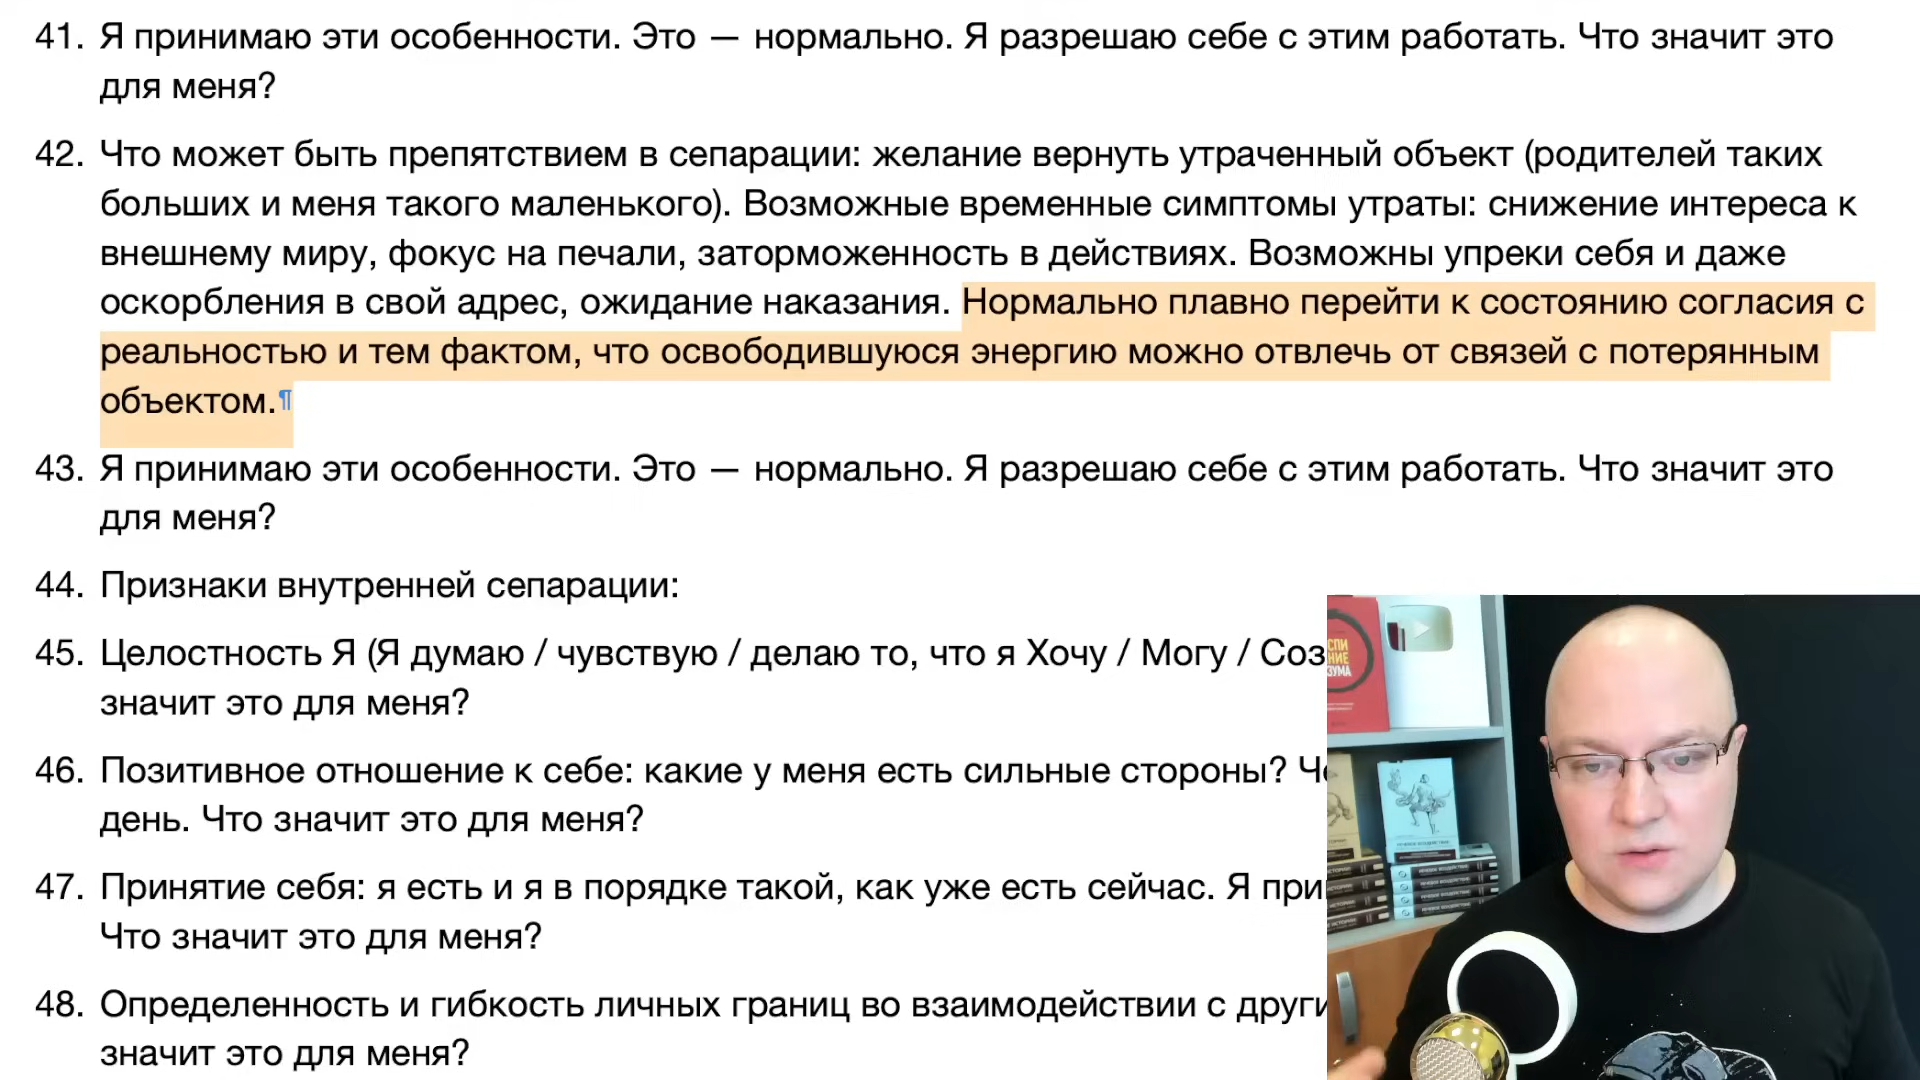 41. Я принимаю эти особенности. Это — нормально. Я разрешаю себе с этим работать. Что значит это
для меня?
42. Что может быть препятствием в сепарации: желание вернуть утраченный объект (родителей таких
больших и меня такого маленького). Возможные временные симптомы утраты: снижение интереса к
внешнему миру, фокус на печали, заторможенность в действиях. Возможны упреки себя и даже
оскорбления в свой адрес, ожидание наказания. Нормально плавно перейти к состоянию согласия с
реальностью и тем фактом, что освободившуюся энергию можно отвлечь от связей с потерянным
объектом.¶
43. Я принимаю эти особенности. Это — нормально. Я разрешаю себе с этим работать. Что значит это
для меня?
44. Признаки внутренней сепарации:
45. Целостность Я (Я думаю / чувствую / делаю то, что я Хочу / Могу / Соз
значит это для меня?
46. Позитивное отношение к себе: какие у меня есть сильные стороны?
день. Что значит это для меня?
47. Принятие себя: я есть и я в порядке такой, как уже есть сейчас. Я при
Что значит это для меня?
48. Определенность и гибкость личных границ во взаимодействии с други
значит это для меня?